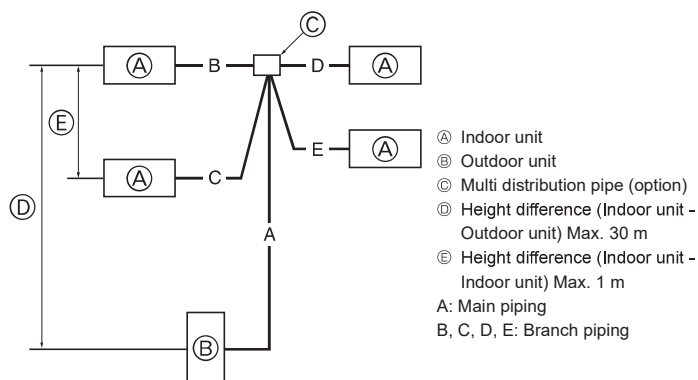 Ⓒ
Ⓐ B D Ⓐ
Ⓔ
E Ⓐ
Ⓐ C
Ⓓ
A
Ⓑ
Ⓐ Indoor unit
Ⓑ Outdoor unit
Ⓒ Multi distribution pipe (option)
Ⓓ Height difference (Indoor unit –
Outdoor unit) Max. 30 m
Ⓔ Height difference (Indoor unit –
Indoor unit) Max. 1 m
A: Main piping
B, C, D, E: Branch piping